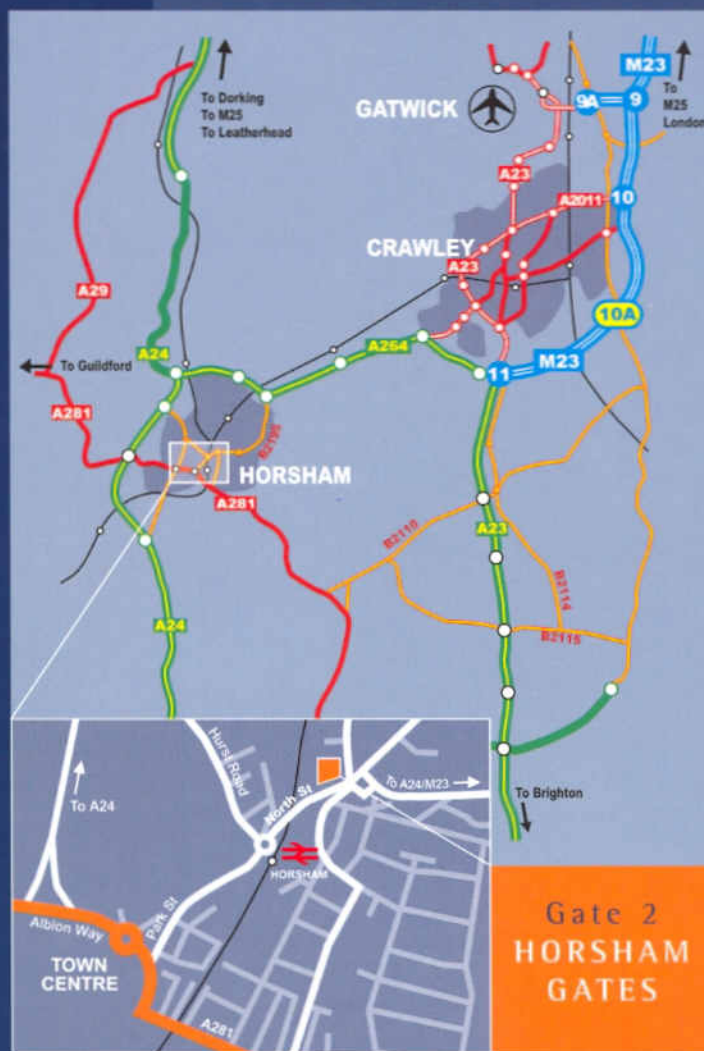 M23
To Dorking
To M25
To Leatherhead
To
M25
London
9A
9
GATWICK
A23
A2011
10
CRAWLEY
A23
A29
10A
A24
A264
To Guildford
M23
11
A281
B2195
HORSHAM
A281
B2110
A23
B2114
A24
B2115
Hurst Road
To A24/M23
North St
To A24
To Brighton
HORSHAM
Park St
Albion Way
TOWN
CENTRE
A281
Gate 2
HORSHAM
GATES